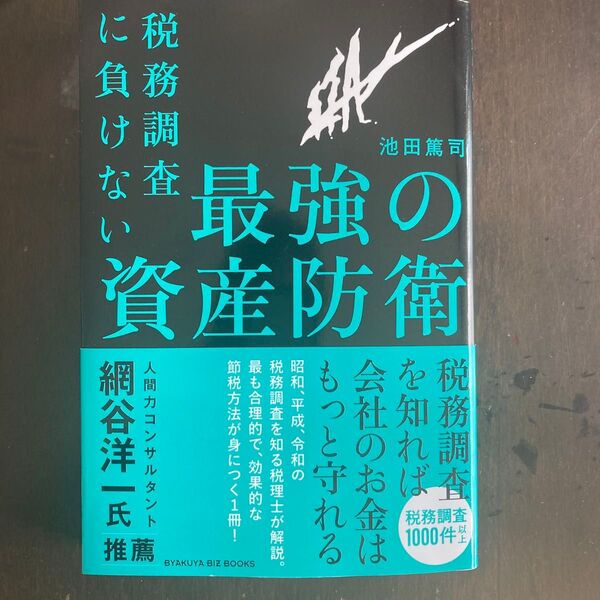 税務調査
に負けない
池田篤司
最強の
資産防衛
税務調査
を知れば
会社のお金は
もっと守れる
税務調査
1000件以上
昭和、平成、令和の
税務調査を知る税理士が解説。
最も合理的で、効果的な
節税方法が身につく1冊！
人間力コンサルタント
網谷洋一氏 推薦
BYAKUYA BIZ BOOKS